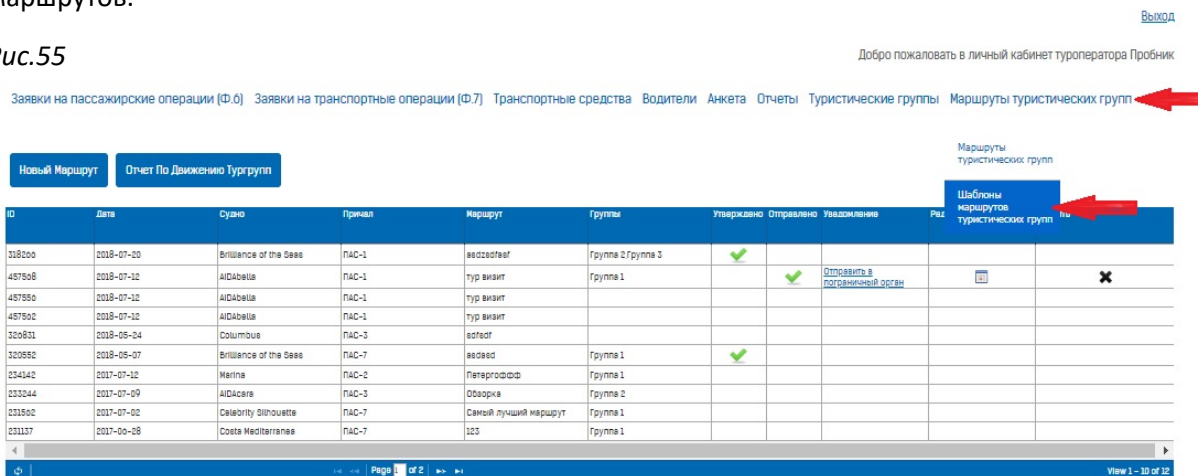 маршрутов.
Выход
Рис.55
Добро пожаловать в личный кабинет туроператора Пробник
Заявки на пассажирские операции (Ф.6) Заявки на транспортные операции (Ф.7) Транспортные средства Водители Анкета Отчеты Туристические группы Маршруты туристических групп
Маршруты
туристических групп
Новый Маршрут Отчет По Движению Тургрупп
Шаблоны
маршрутов
туристических групп
ID Дата Судно Причал Маршрут Группы Утверждено Отправлено Уведомление
318260 2018-07-20 Brilliance of the Seas ПАС-1 Группа 2,Группа 3
457568 2018-07-12 AIDAbella ПАС-1 тур визит Группа 1 Отправить в
пограничный орган
457550 2018-07-12 AIDAbella ПАС-1 тур визит
457502 2018-07-12 AIDAbella ПАС-1 тур визит
320831 2018-05-24 Columbus ПАС-3 sdfsdf
320552 2018-05-07 Brilliance of the Seas ПАС-7 asdasd Группа 1
234142 2017-07-12 Marina ПАС-2 Петергоффф Группа 1
233244 2017-07-09 AIDAcara ПАС-3 Обзорка Группа 2
231502 2017-07-02 Celebrity Silhouette ПАС-7 Самый лучший маршрут Группа 1
231137 2017-06-28 Costa Mediterranea ПАС-7 123 Группа 1
Page 1 of 2 View 1 - 10 of 12